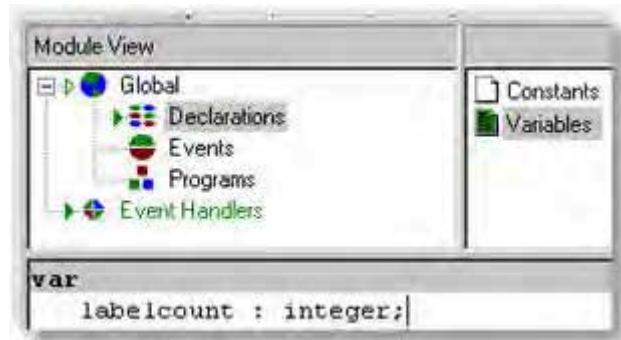 Module View
Global
Declarations
Events
Programs
Event Handlers
Constants
Variables
var
labelcount : integer;